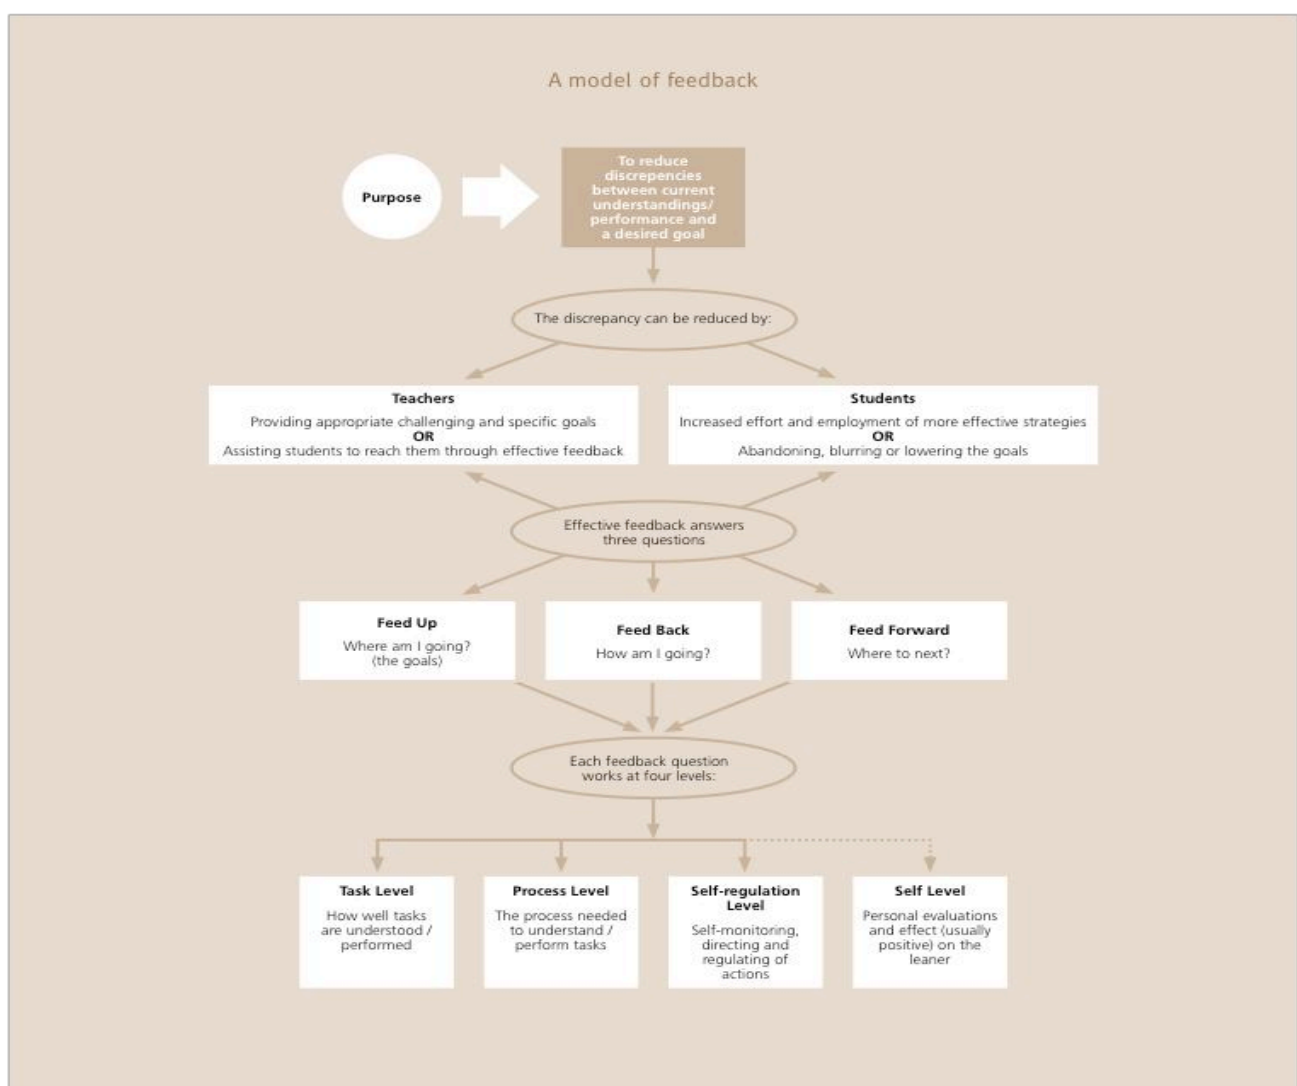 A model of feedback
Purpose
To reduce
discrepencies
between current
understandings/
performance and
a desired goal
The discrepancy can be reduced by:
Teachers
Providing appropriate challenging and specific goals
OR
Assisting students to reach them through effective feedback
Students
Increased effort and employment of more effective strategies
OR
Abandoning, blurring or lowering the goals
Effective feedback answers
three questions
Feed Up
Where am I going?
(the goals)
Feed Back
How am I going?
Feed Forward
Where to next?
Each feedback question
works at four levels:
Task Level
How well tasks
are understood /
performed
Process Level
The process needed
to understand /
perform tasks
Self-regulation
Level
Self-monitoring,
directing and
regulating of
actions
Self Level
Personal evaluations
and effect (usually
positive) on the
leaner